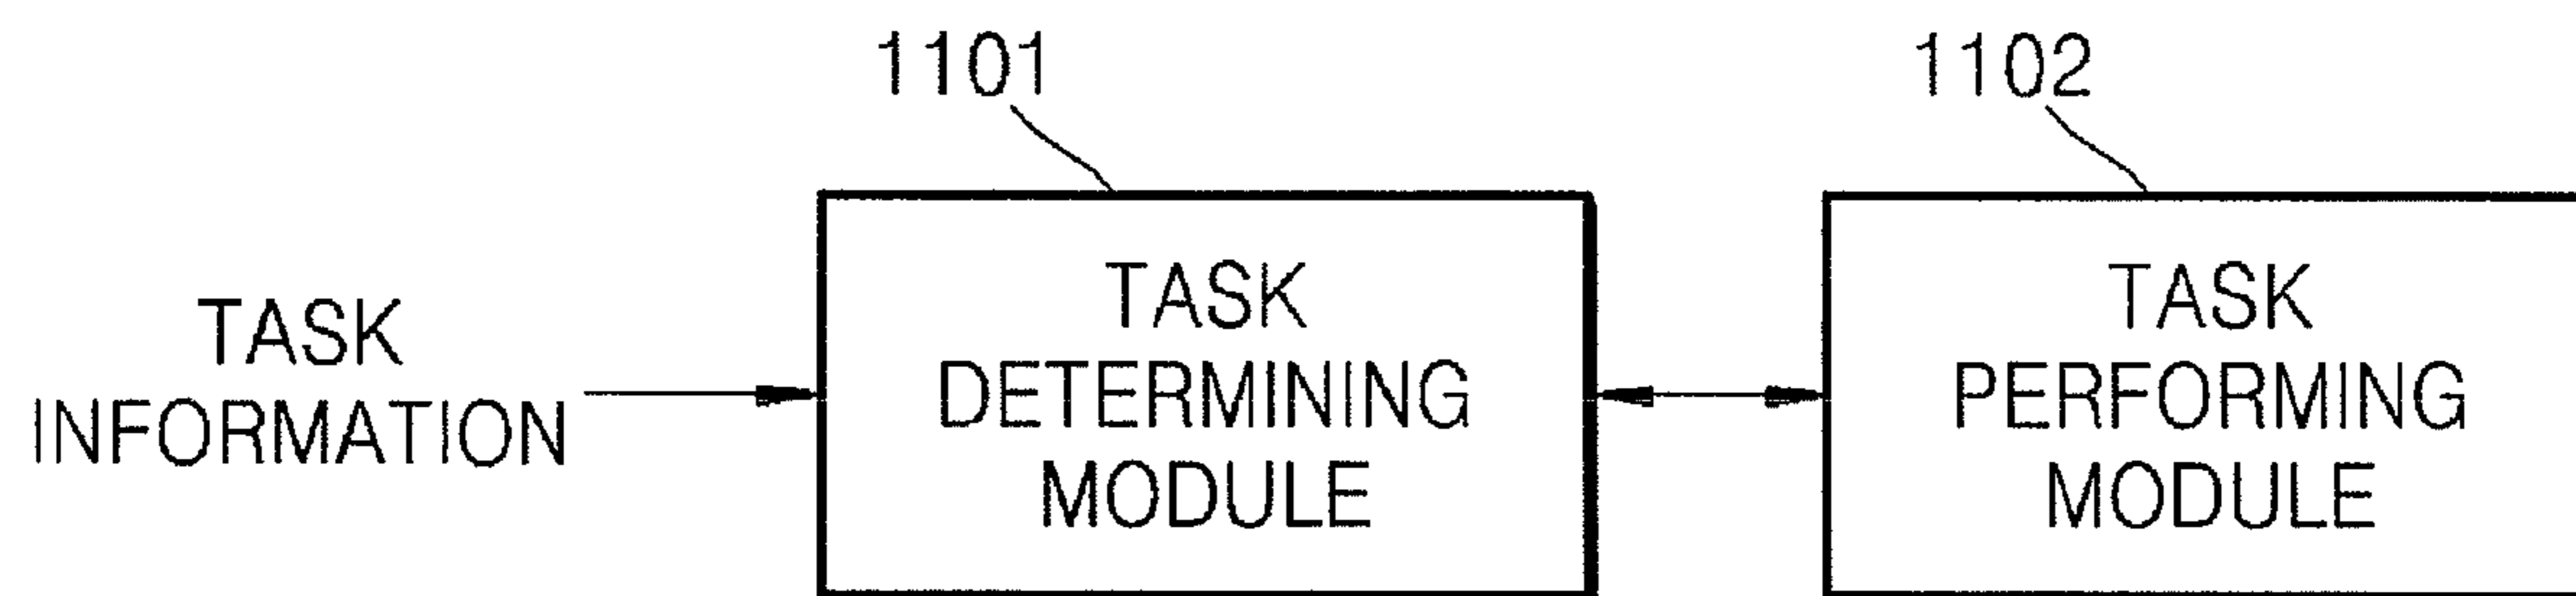 1101
1102
TASK
INFORMATION
TASK
DETERMINING
MODULE
TASK
PERFORMING
MODULE